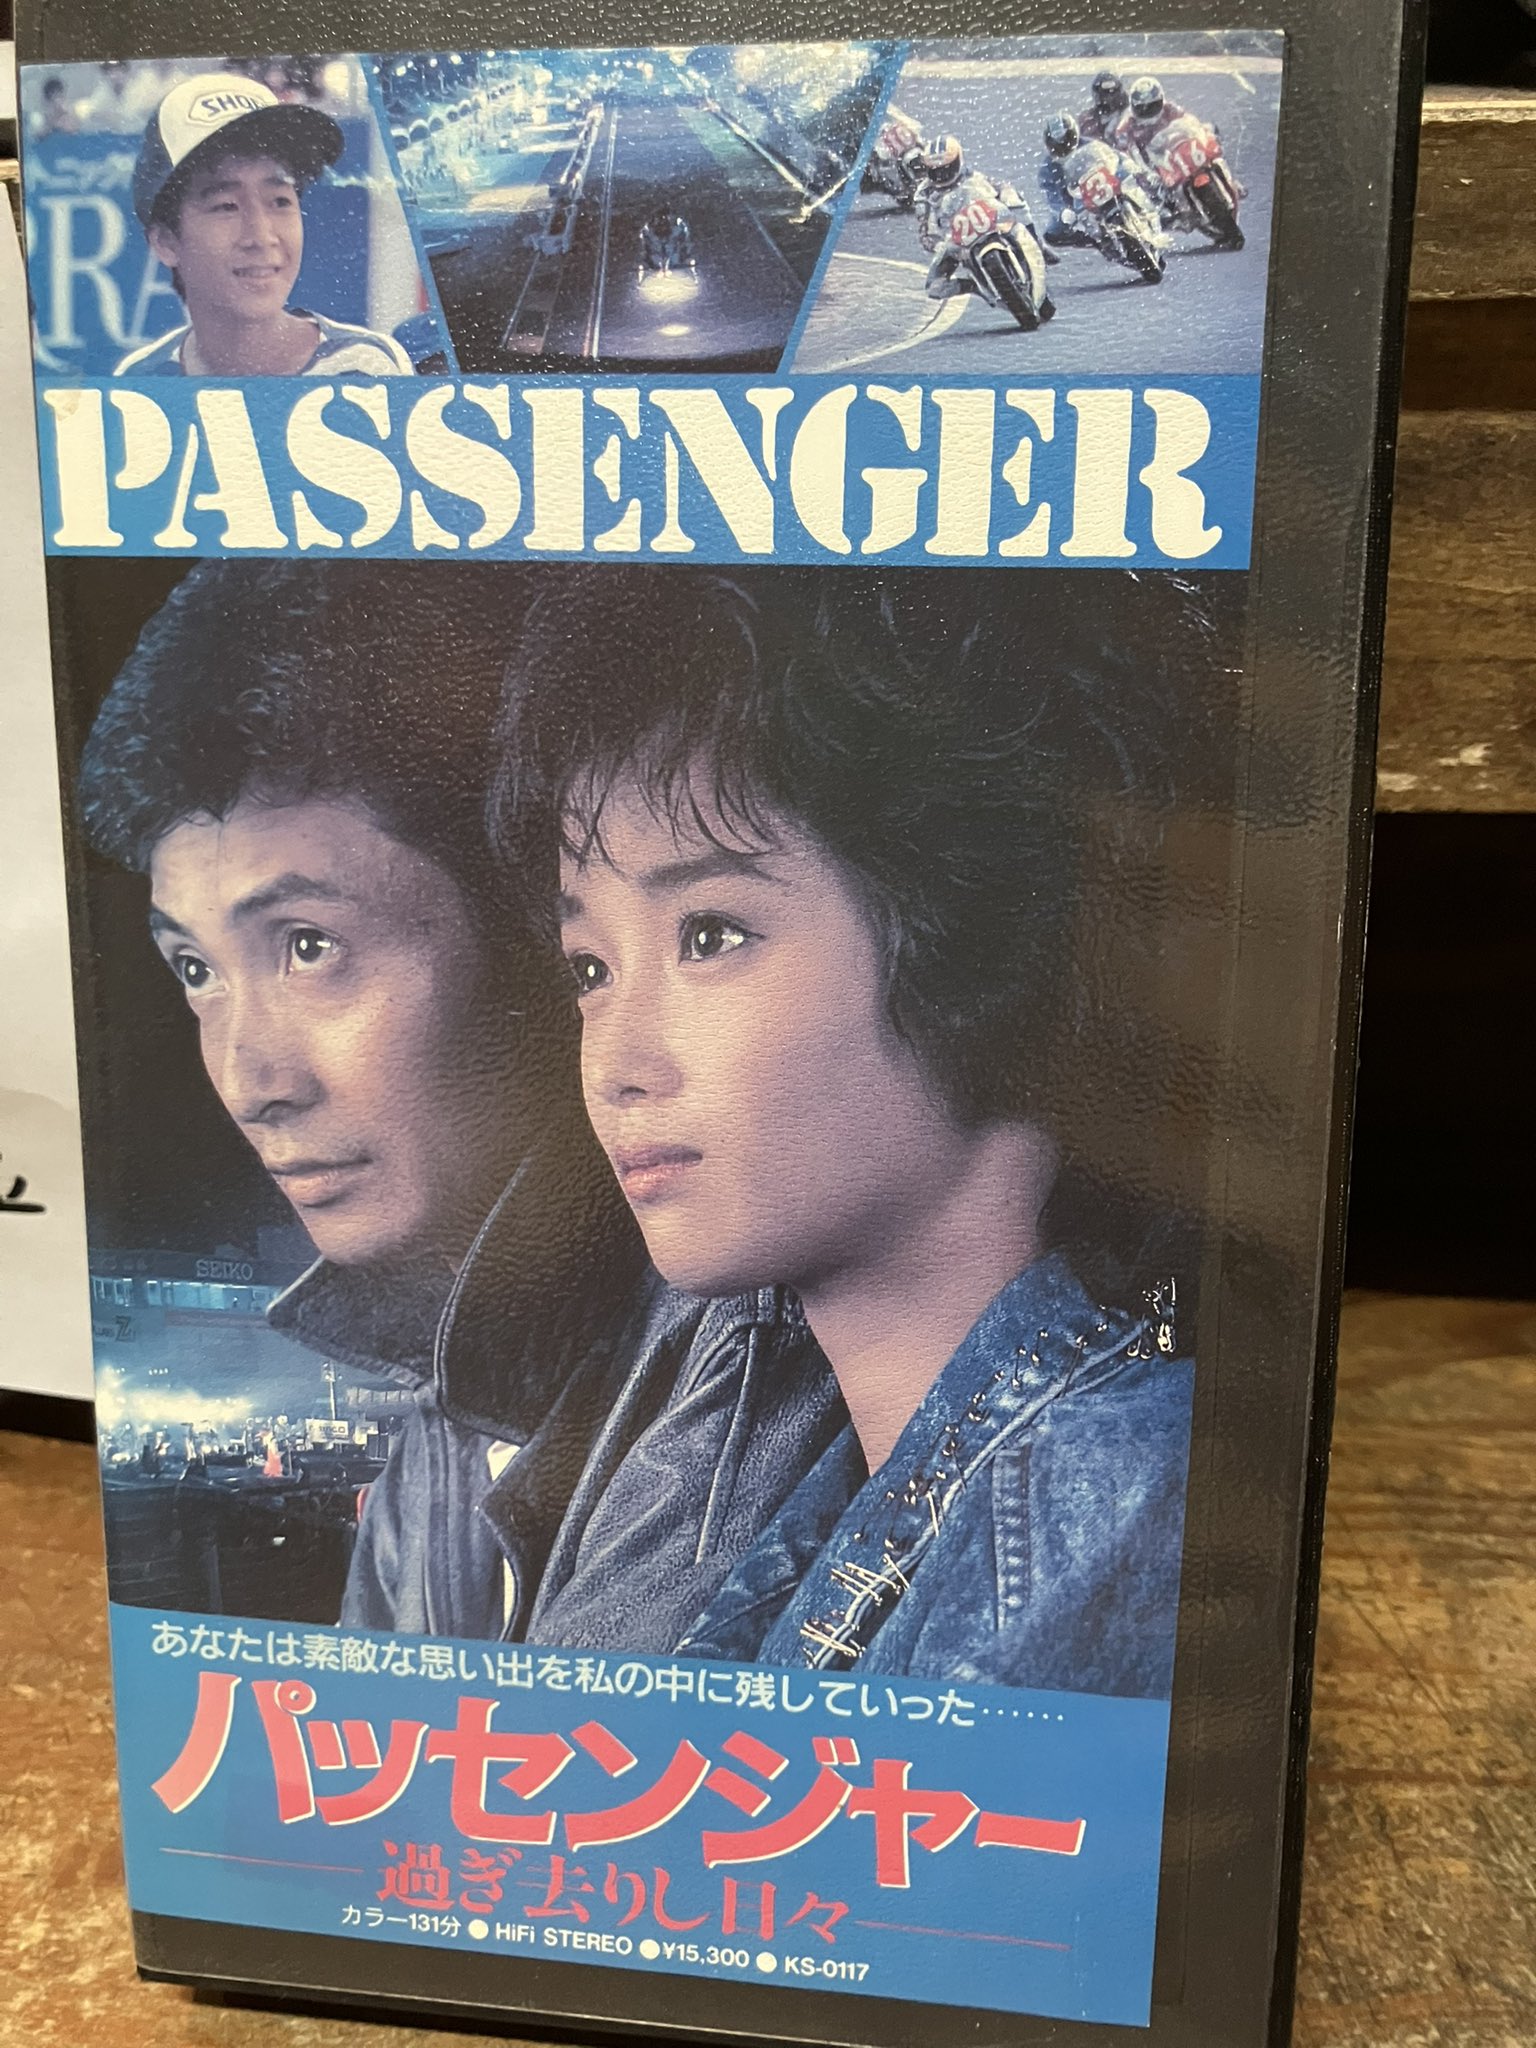 SHOEI
PASSENGER
SEIKO
あなたは素敵な思い出を私の中に残していった……
パッセンジャー
過ぎ去りし日々
カラー131分●HiFi STEREO●¥15,300●KS-0117